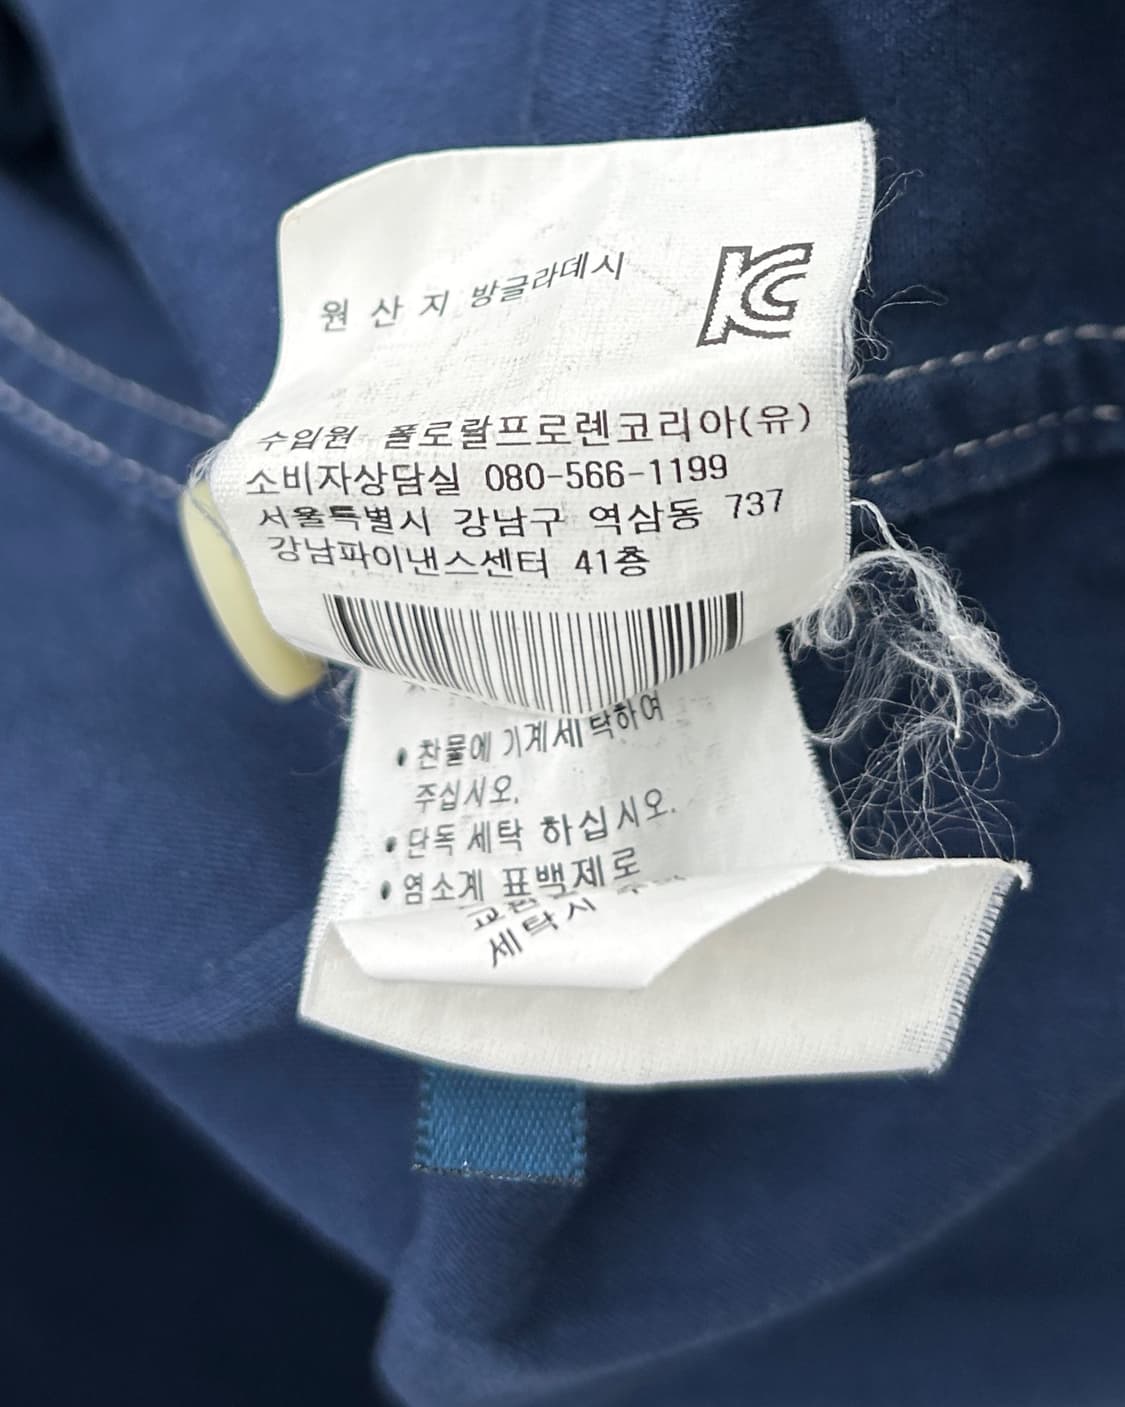 원 산 지 방글라데시
KC
수입원 폴로랄프로렌코리아(유)
소비자상담실 080-566-1199
서울특별시 강남구 역삼동 737
강남파이낸스센터 41층
• 찬물에 기계세탁하여
주십시오.
• 단독 세탁 하십시오.
• 염소계 표백제로
세탁시